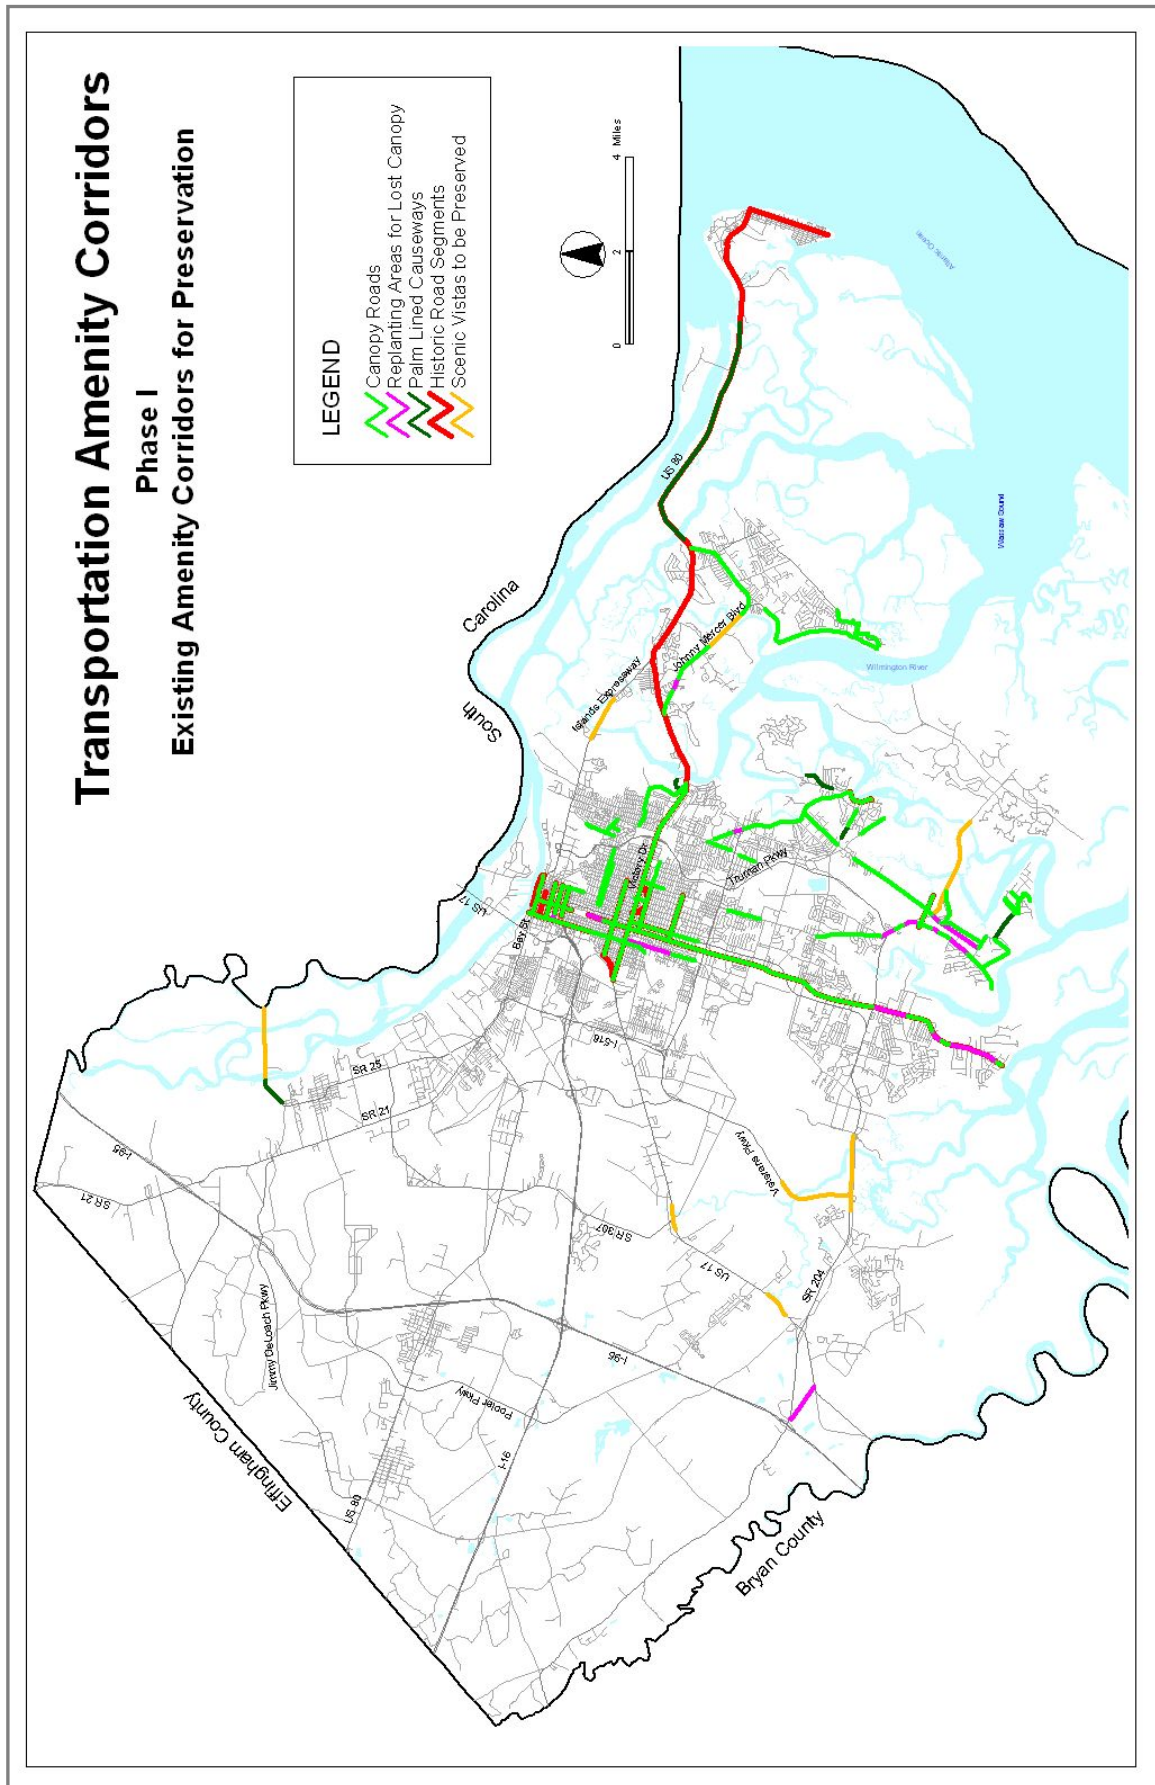 Transportation Amenity Corridors
Phase I
Existing Amenity Corridors for Preservation
LEGEND
Canopy Roads
Replanting Areas for Lost Canopy
Palm Lined Causeways
Historic Road Segments
Scenic Vistas to be Preserved
0 2 4 Miles
South Carolina
Effingham County
Bryan County
I-95
SR 21
SR 21
SR 25
Jimmy DeLoach Pkwy
US 80
Pooler Pkwy
I-16
I-95
SR 307
US 17
SR 204
Veterans Pkwy
I-516
US 17
Bay St
Victory Dr
Truman Pkwy
Islands Expressway
Johnny Mercer Blvd
US 80
Wilmington River
Wassaw Sound
Atlantic Ocean